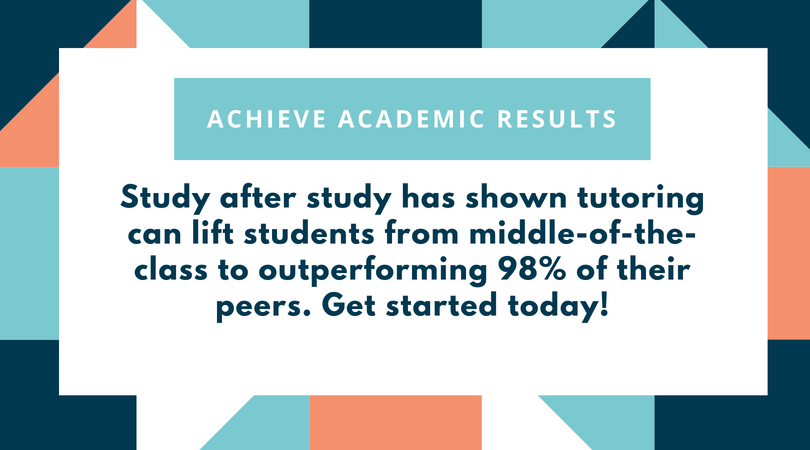 ACHIEVE ACADEMIC RESULTS
Study after study has shown tutoring
can lift students from middle-of-the-
class to outperforming 98% of their
peers. Get started today!